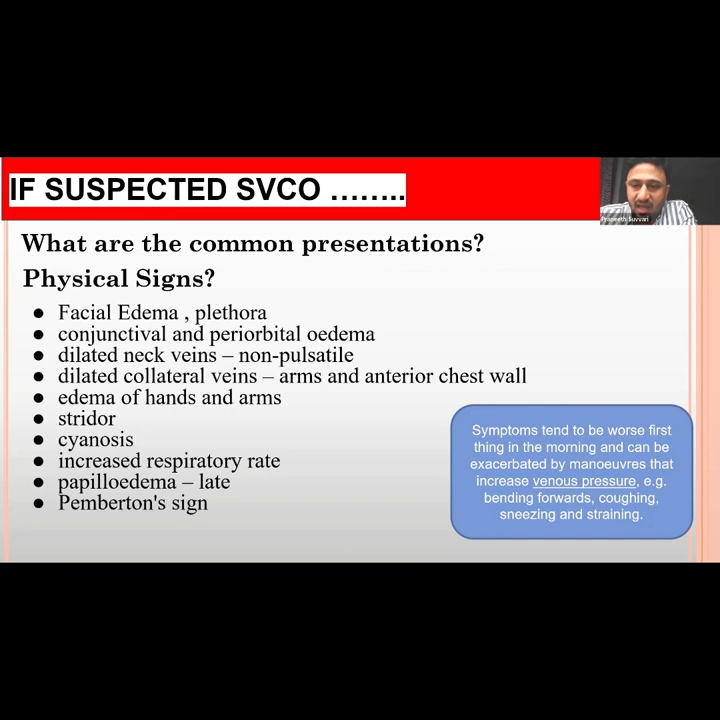 IF SUSPECTED SVCO ……..
Praneeth Suvvari
What are the common presentations?
Physical Signs?
● Facial Edema , plethora
● conjunctival and periorbital oedema
● dilated neck veins – non-pulsatile
● dilated collateral veins – arms and anterior chest wall
● edema of hands and arms
● stridor
● cyanosis
● increased respiratory rate
● papilloedema – late
● Pemberton's sign
Symptoms tend to be worse first
thing in the morning and can be
exacerbated by manoeuvres that
increase venous pressure, e.g.
bending forwards, coughing,
sneezing and straining.